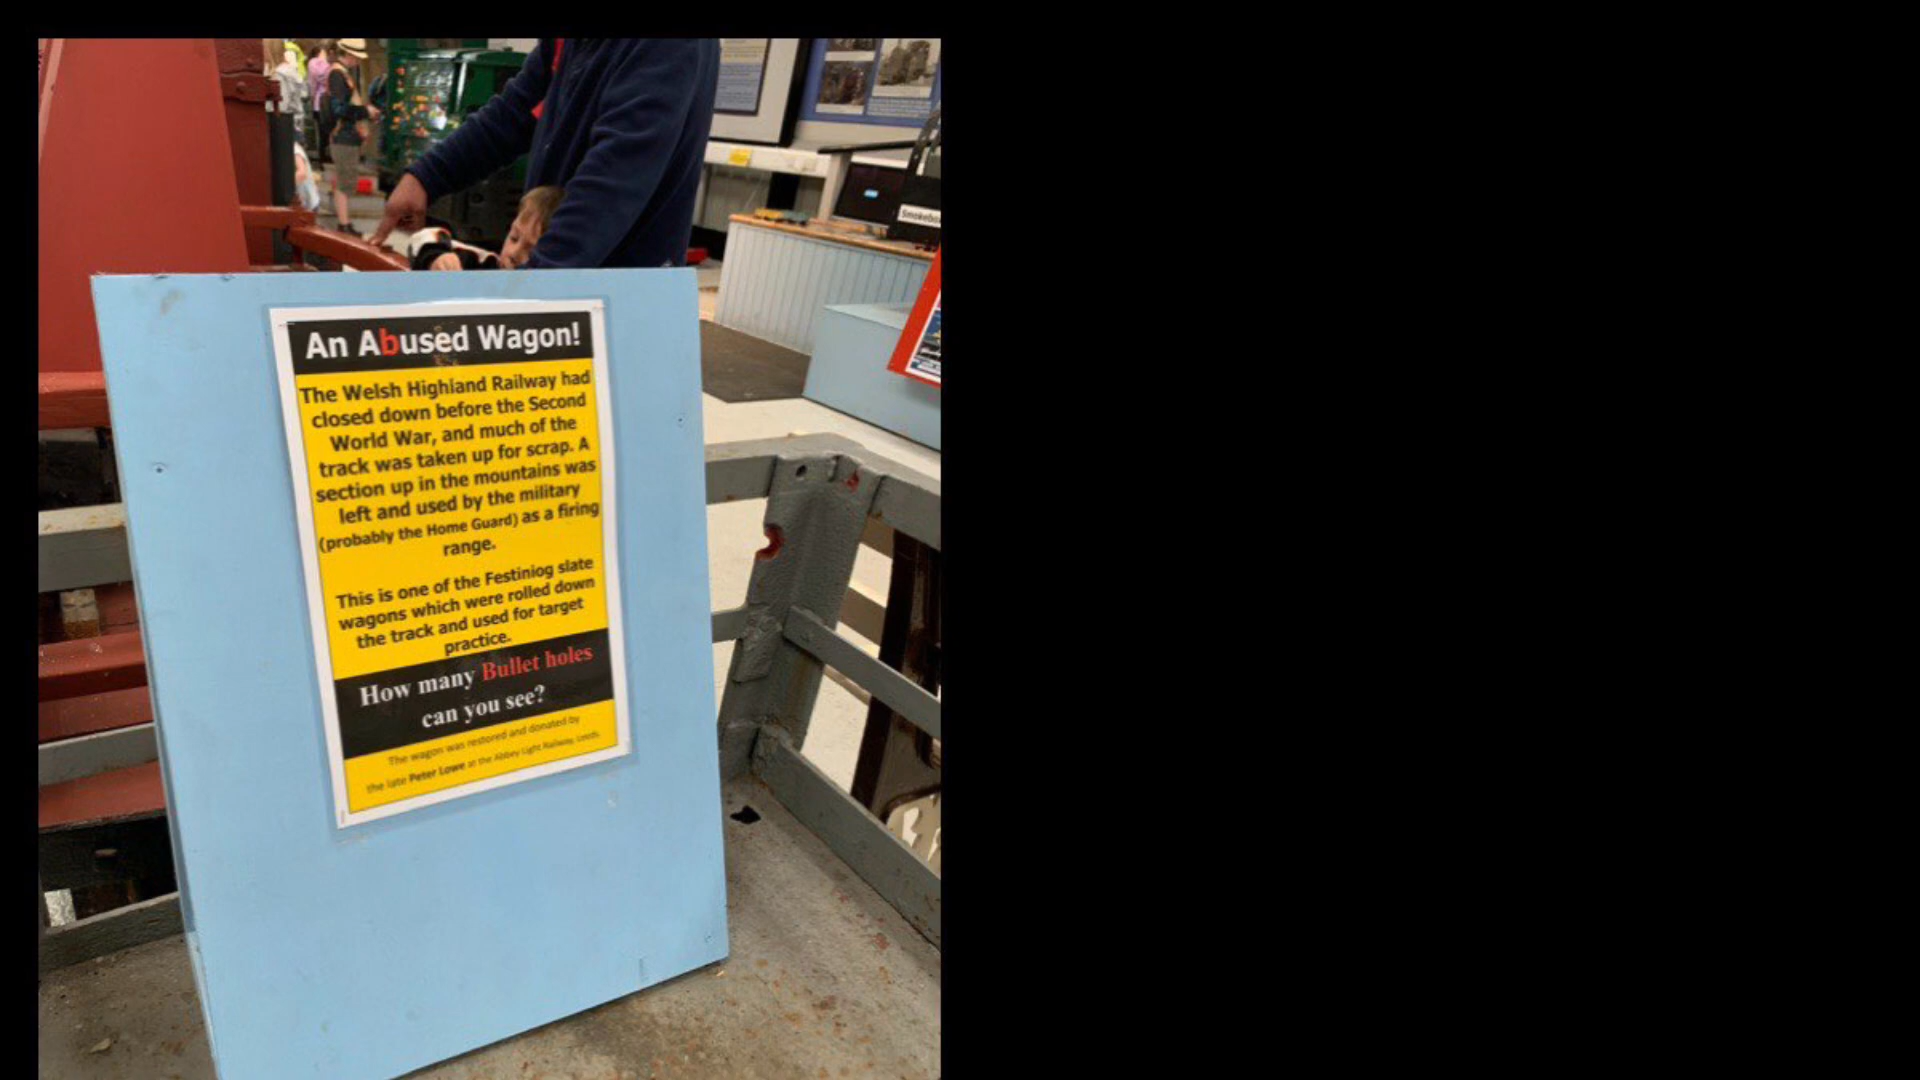 An Abused Wagon!
The Welsh Highland Railway had
closed down before the Second
World War, and much of the
track was taken up for scrap. A
section up in the mountains was
left and used by the military
(probably the Home Guard) as a firing
range.
This is one of the Festiniog slate
wagons which were rolled down
the track and used for target
practice.
How many Bullet holes
can you see?
The wagon was restored and donated by
the late Peter Lowe at the Abbey Light Railway, Leeds.
Smokebox